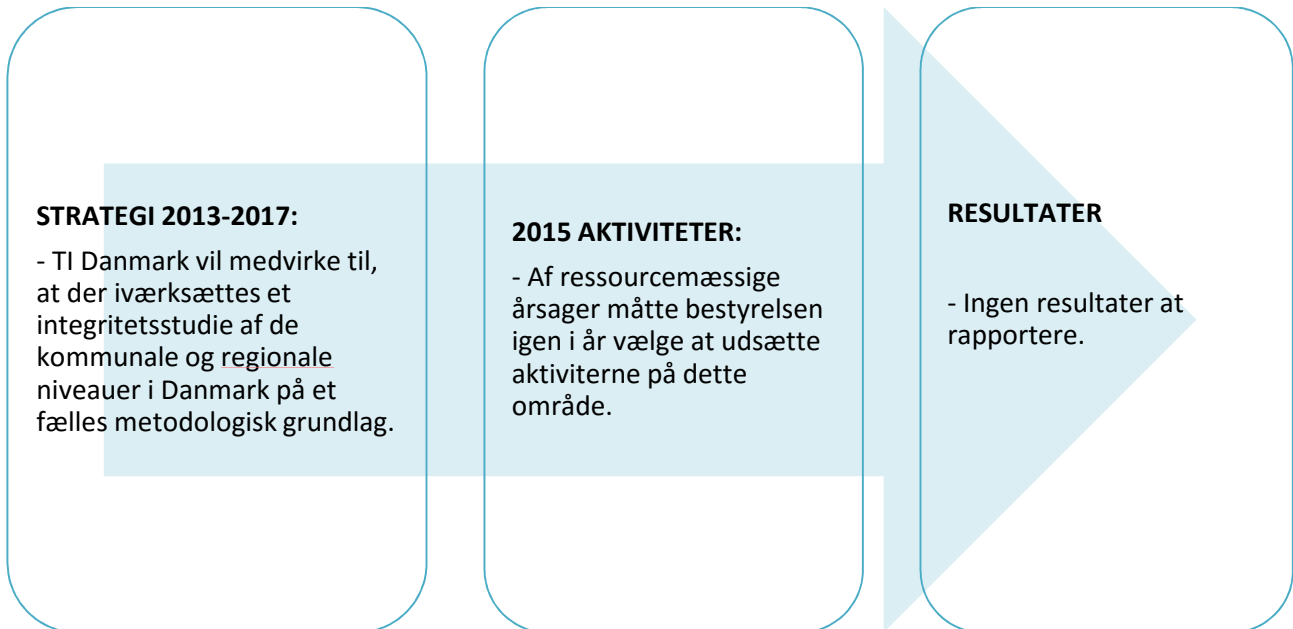 STRATEGI 2013-2017:
- TI Danmark vil medvirke til,
at der iværksættes et
integritetsstudie af de
kommunale og regionale
niveauer i Danmark på et
fælles metodologisk grundlag.
2015 AKTIVITETER:
- Af ressourcemæssige
årsager måtte bestyrelsen
igen i år vælge at udsætte
aktiviterne på dette
område.
RESULTATER
- Ingen resultater at
rapportere.